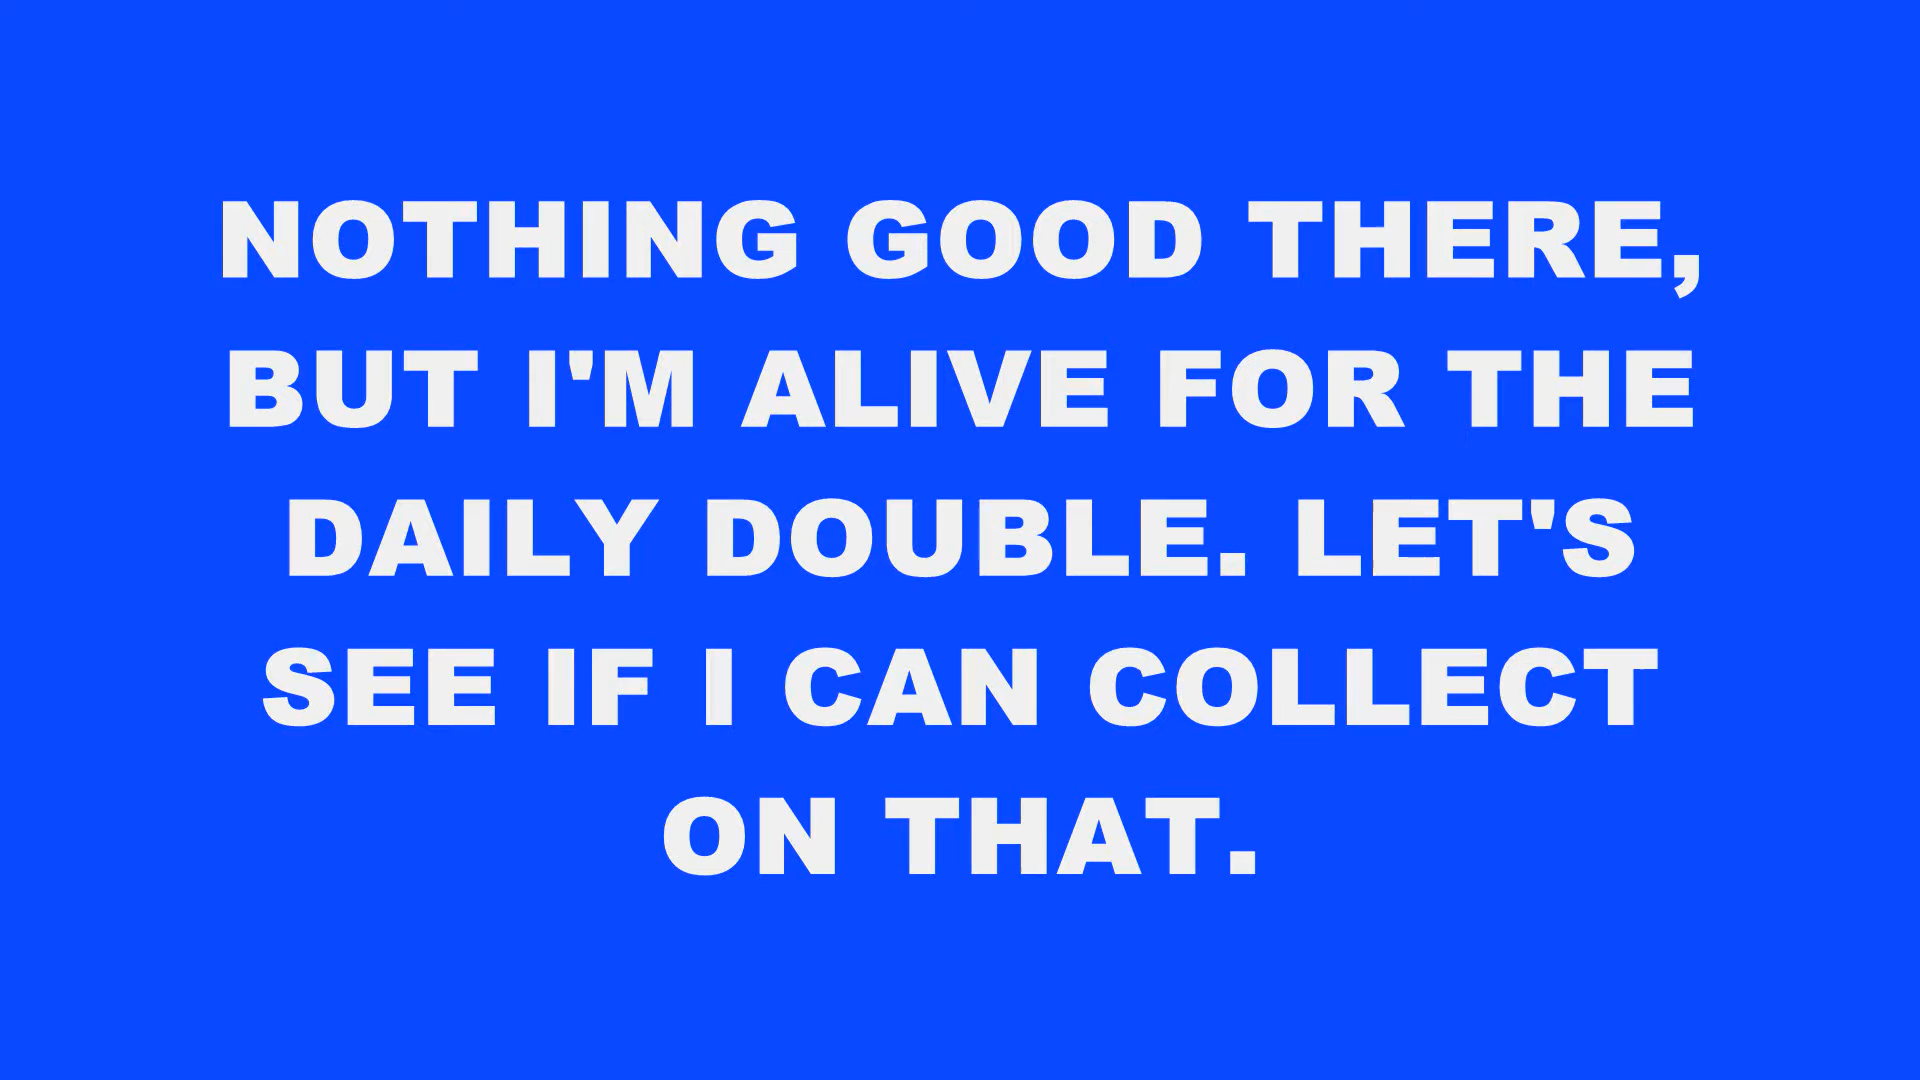 NOTHING GOOD THERE,
BUT I'M ALIVE FOR THE
DAILY DOUBLE. LET'S
SEE IF I CAN COLLECT
ON THAT.